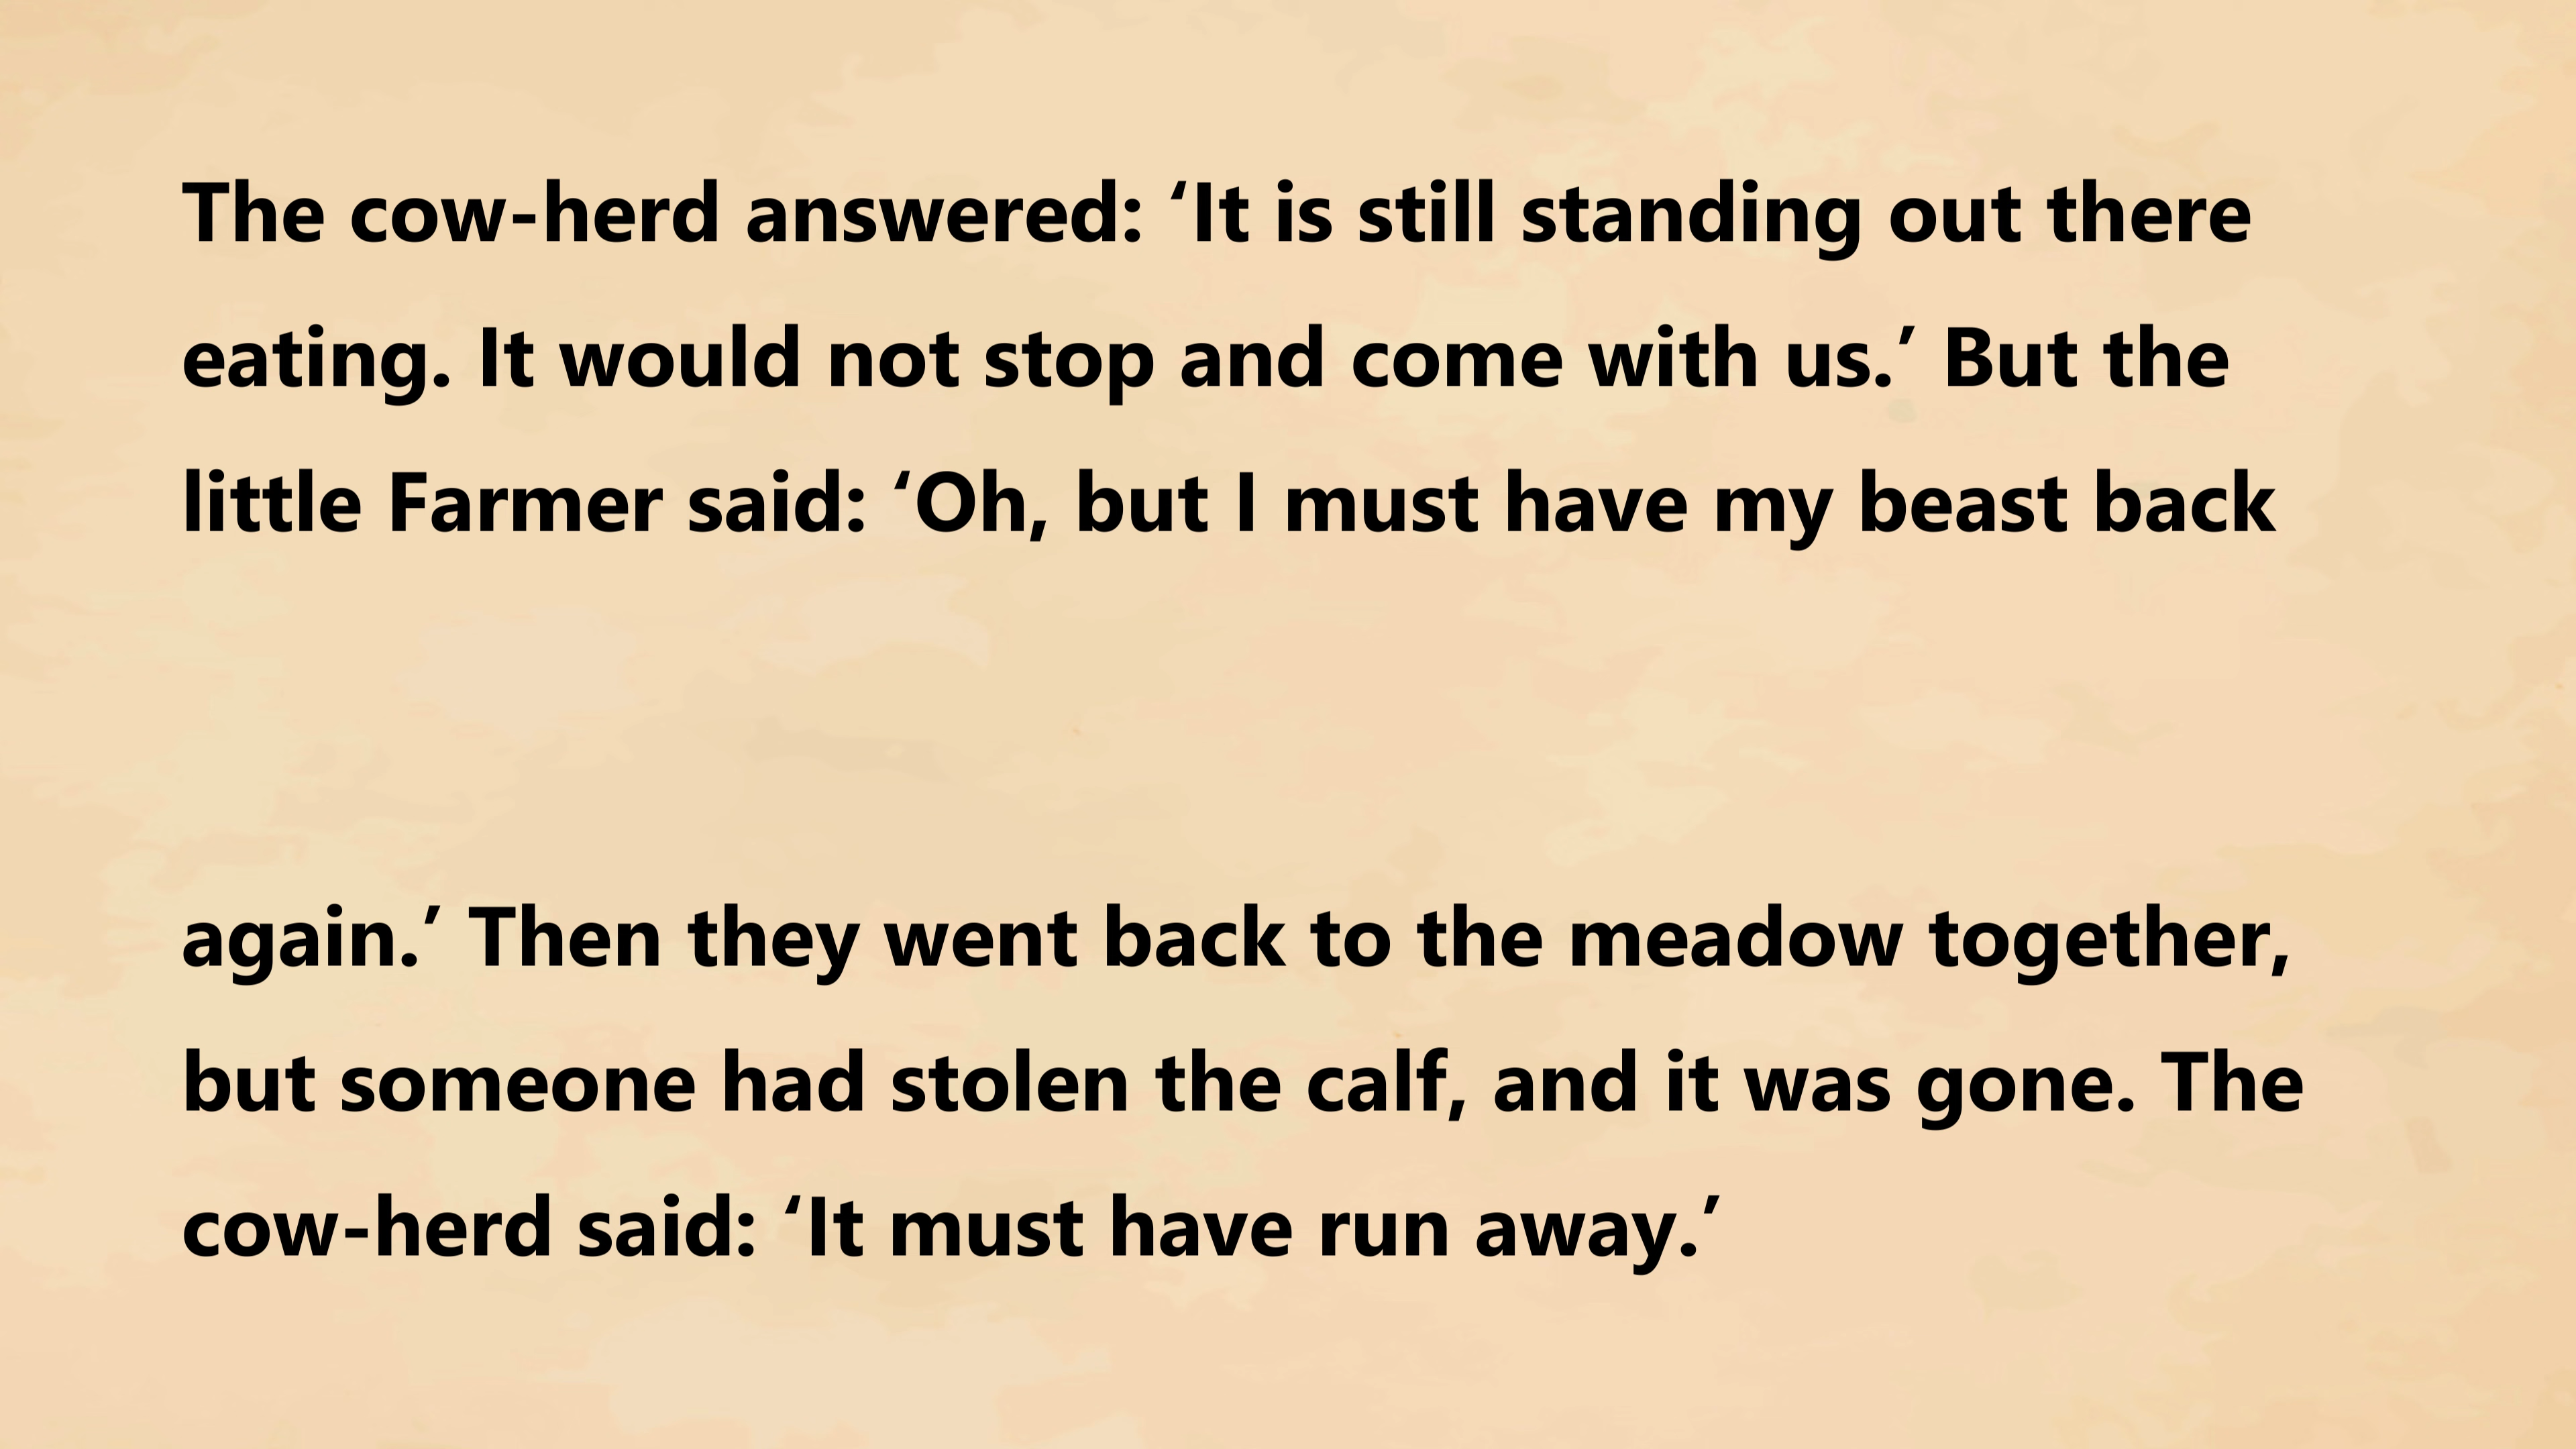 The cow-herd answered: ‘It is still standing out there
eating. It would not stop and come with us.’ But the
little Farmer said: ‘Oh, but I must have my beast back
again.’ Then they went back to the meadow together,
but someone had stolen the calf, and it was gone. The
cow-herd said: ‘It must have run away.’